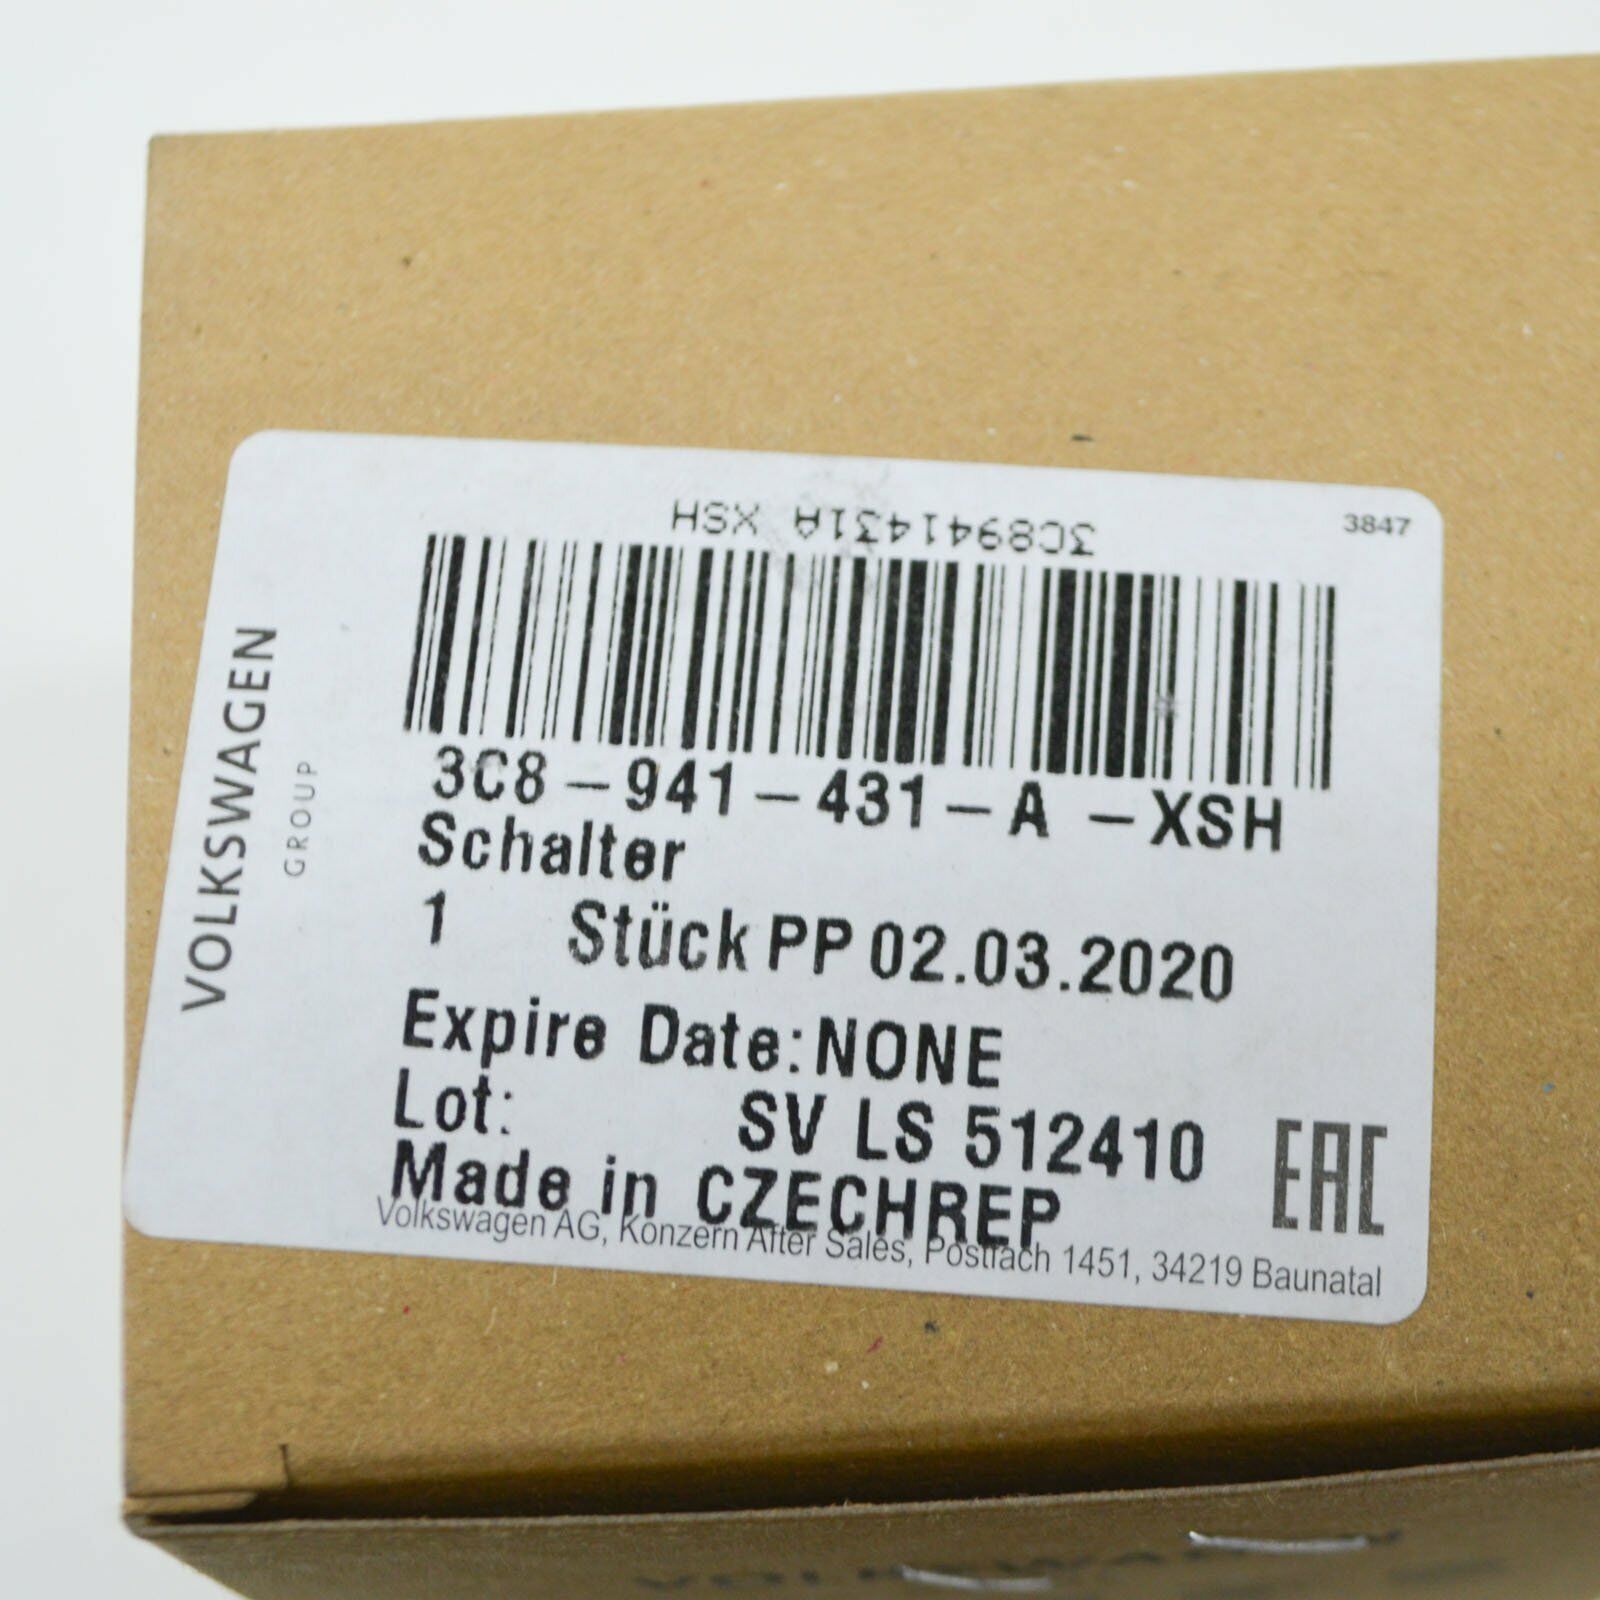 3C8941431A XSH
3847
VOLKSWAGEN
GROUP
3C8-941-431-A -XSH
Schalter
1 Stück PP 02.03.2020
Expire Date:NONE
Lot: SV LS 512410
Made in CZECHREP
EAC
Volkswagen AG, Konzern After Sales, Postfach 1451, 34219 Baunatal